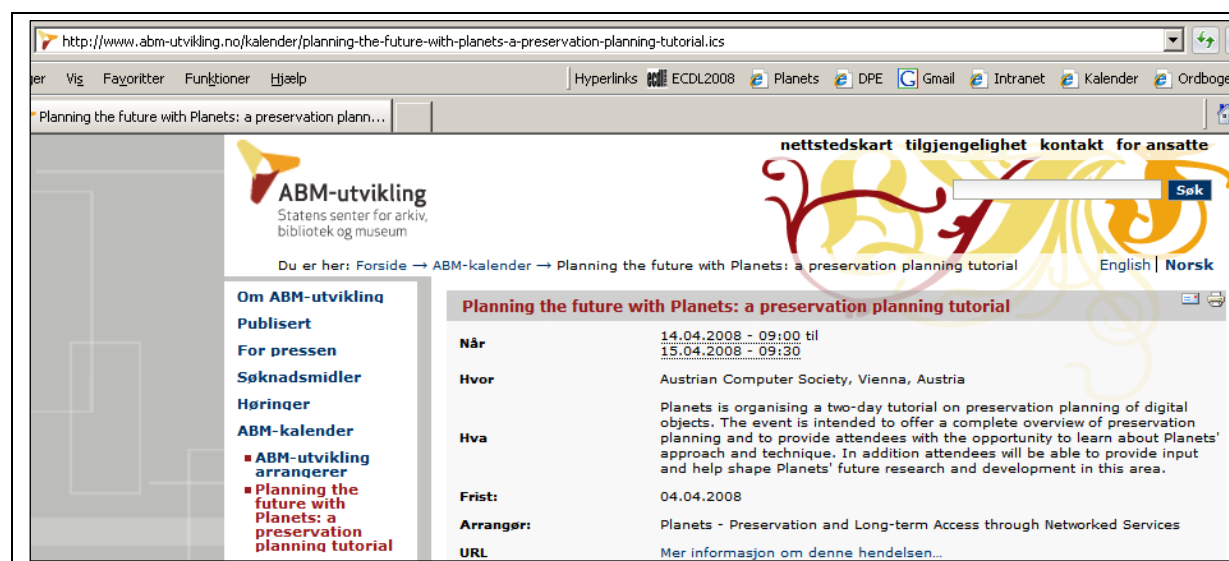 http://www.abm-utvikling.no/kalender/planning-the-future-with-planets-a-preservation-planning-tutorial.ics
Vis Favoritter Funktioner Hjælp
Hyperlinks ECDL2008 Planets DPE Gmail Intranet Kalender Ordboge
Planning the future with Planets: a preservation plann...
nettstedskart tilgjengelighet kontakt for ansatte
ABM-utvikling
Statens senter for arkiv,
bibliotek og museum
Søk
Du er her: Forside → ABM-kalender → Planning the future with Planets: a preservation planning tutorial
English | Norsk
Om ABM-utvikling
Publisert
For pressen
Søknadsmidler
Høringer
ABM-kalender
ABM-utvikling
arrangerer
Planning the
future with
Planets: a
preservation
planning tutorial
Planning the future with Planets: a preservation planning tutorial
Når
14.04.2008 - 09:00 til
15.04.2008 - 09:30
Hvor
Austrian Computer Society, Vienna, Austria
Hva
Planets is organising a two-day tutorial on preservation planning of digital
objects. The event is intended to offer a complete overview of preservation
planning and to provide attendees with the opportunity to learn about Planets'
approach and technique. In addition attendees will be able to provide input
and help shape Planets' future research and development in this area.
Frist:
04.04.2008
Arrangør:
Planets - Preservation and Long-term Access through Networked Services
URL
Mer informasjon om denne hendelsen...